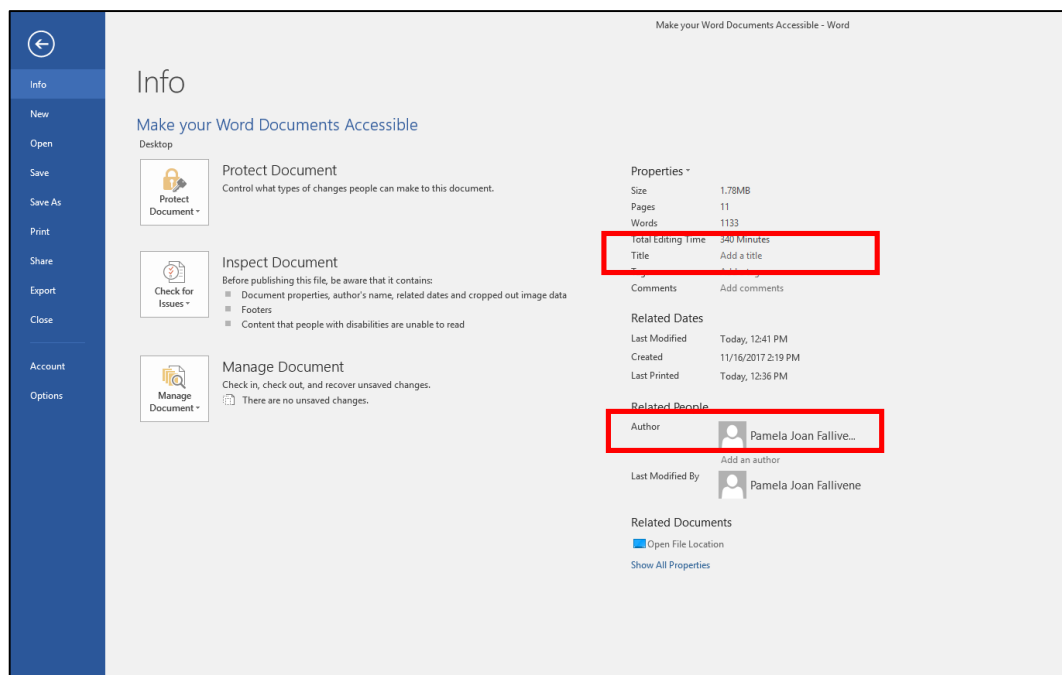 Make your Word Documents Accessible - Word
Info
New
Open
Save
Save As
Print
Share
Export
Close
Account
Options
Info
Make your Word Documents Accessible
Desktop
Protect
Document
Protect Document
Control what types of changes people can make to this document.
Check for
Issues
Inspect Document
Before publishing this file, be aware that it contains:
Document properties, author's name, related dates and cropped out image data
Footers
Content that people with disabilities are unable to read
Manage
Document
Manage Document
Check in, check out, and recover unsaved changes.
There are no unsaved changes.
Properties
Size 1.78MB
Pages 11
Words 1133
Total Editing Time 340 Minutes
Title Add a title
Comments Add comments
Related Dates
Last Modified Today, 12:41 PM
Created 11/16/2017 2:19 PM
Last Printed Today, 12:36 PM
Related People
Author Pamela Joan Fallive...
Add an author
Last Modified By Pamela Joan Fallivene
Related Documents
Open File Location
Show All Properties